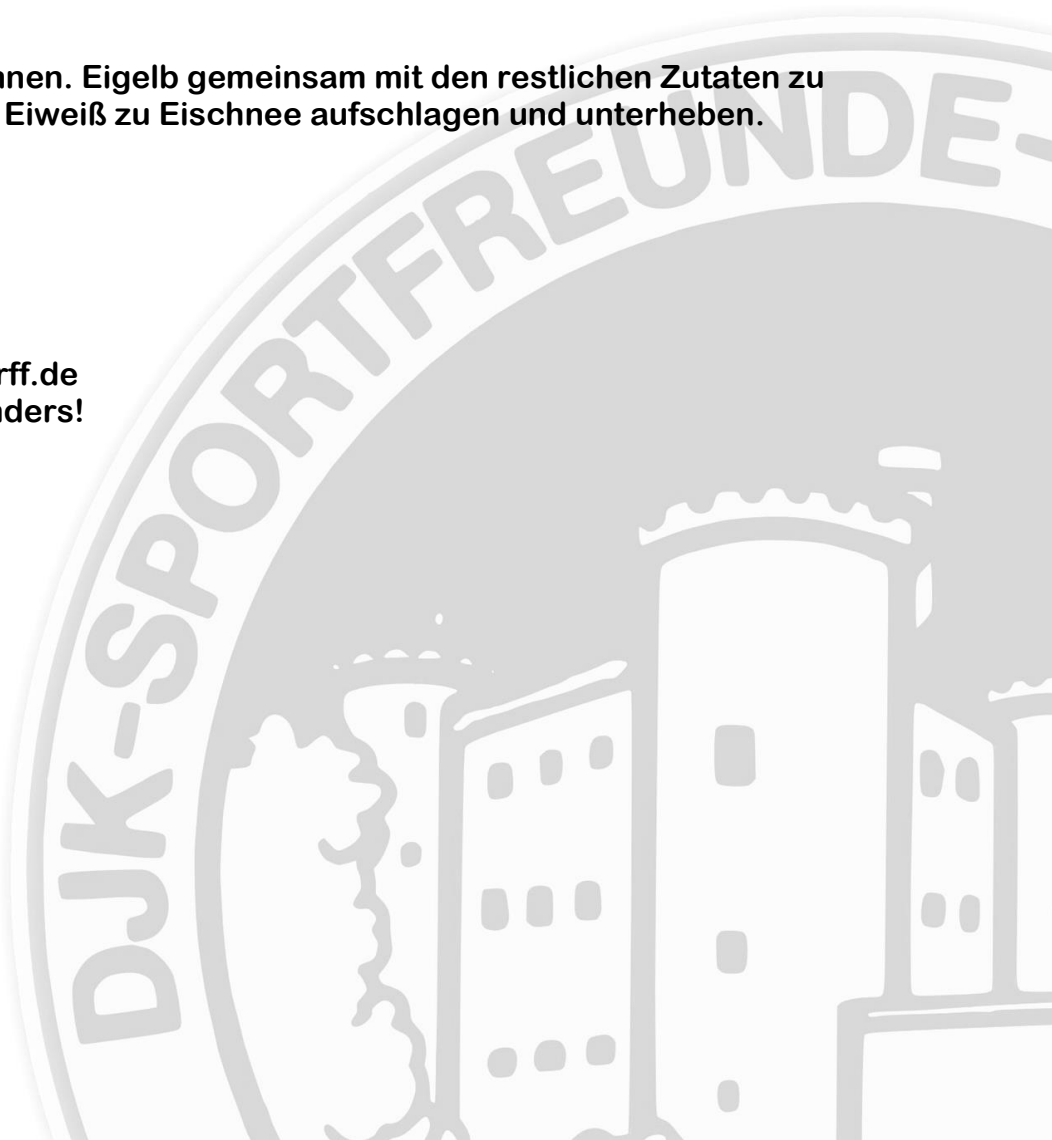 nnen. Eigelb gemeinsam mit den restlichen Zutaten zu
Eiweiß zu Eischnee aufschlagen und unterheben.
rff.de
nders!
DJK-SPORTFREUNDE-